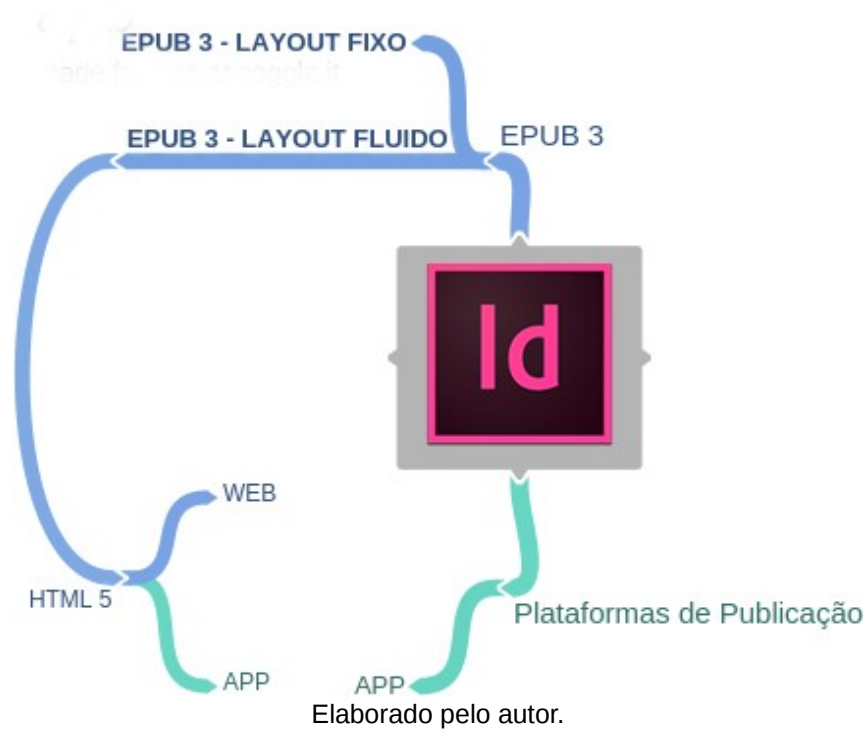 EPUB 3 - LAYOUT FIXO
EPUB 3 - LAYOUT FLUIDO
EPUB 3
Id
WEB
HTML 5
Plataformas de Publicação
APP
APP
Elaborado pelo autor.